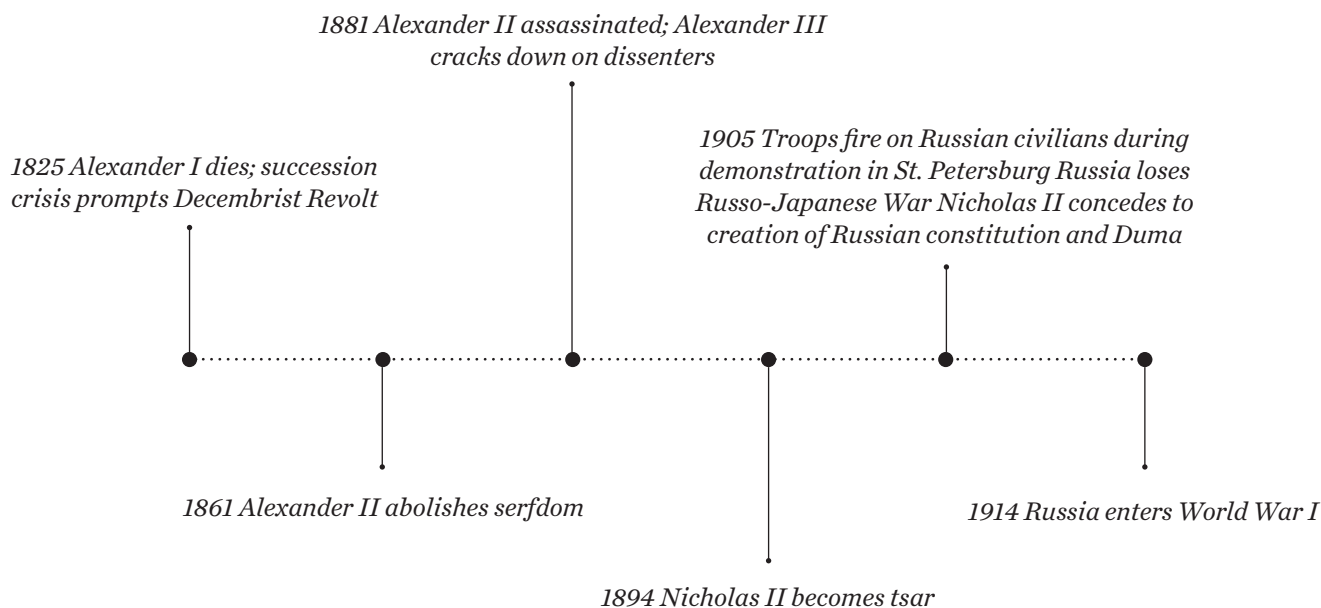 1881 Alexander II assassinated; Alexander III
cracks down on dissenters
1825 Alexander I dies; succession
crisis prompts Decembrist Revolt
1905 Troops fire on Russian civilians during
demonstration in St. Petersburg Russia loses
Russo-Japanese War Nicholas II concedes to
creation of Russian constitution and Duma
1861 Alexander II abolishes serfdom
1914 Russia enters World War I
1894 Nicholas II becomes tsar